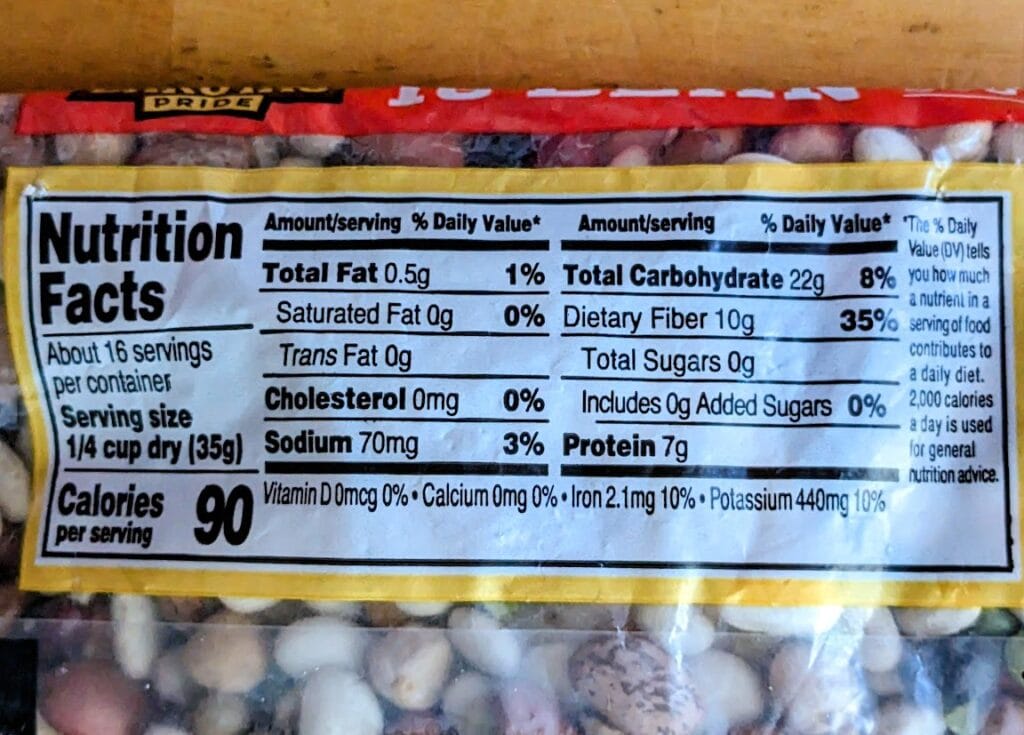 PRIDE
Nutrition
Facts
About 16 servings
per container
Serving size
1/4 cup dry (35g)
Calories 90
per serving
Amount/serving % Daily Value*
Total Fat 0.5g 1%
Saturated Fat 0g 0%
Trans Fat 0g
Cholesterol 0mg 0%
Sodium 70mg 3%
Amount/serving % Daily Value*
Total Carbohydrate 22g 8%
Dietary Fiber 10g 35%
Total Sugars 0g
Includes 0g Added Sugars 0%
Protein 7g
Vitamin D 0mcg 0% • Calcium 0mg 0% • Iron 2.1mg 10% • Potassium 440mg 10%
*The % Daily
Value (DV) tells
you how much
a nutrient in a
serving of food
contributes to
a daily diet.
2,000 calories
a day is used
for general
nutrition advice.